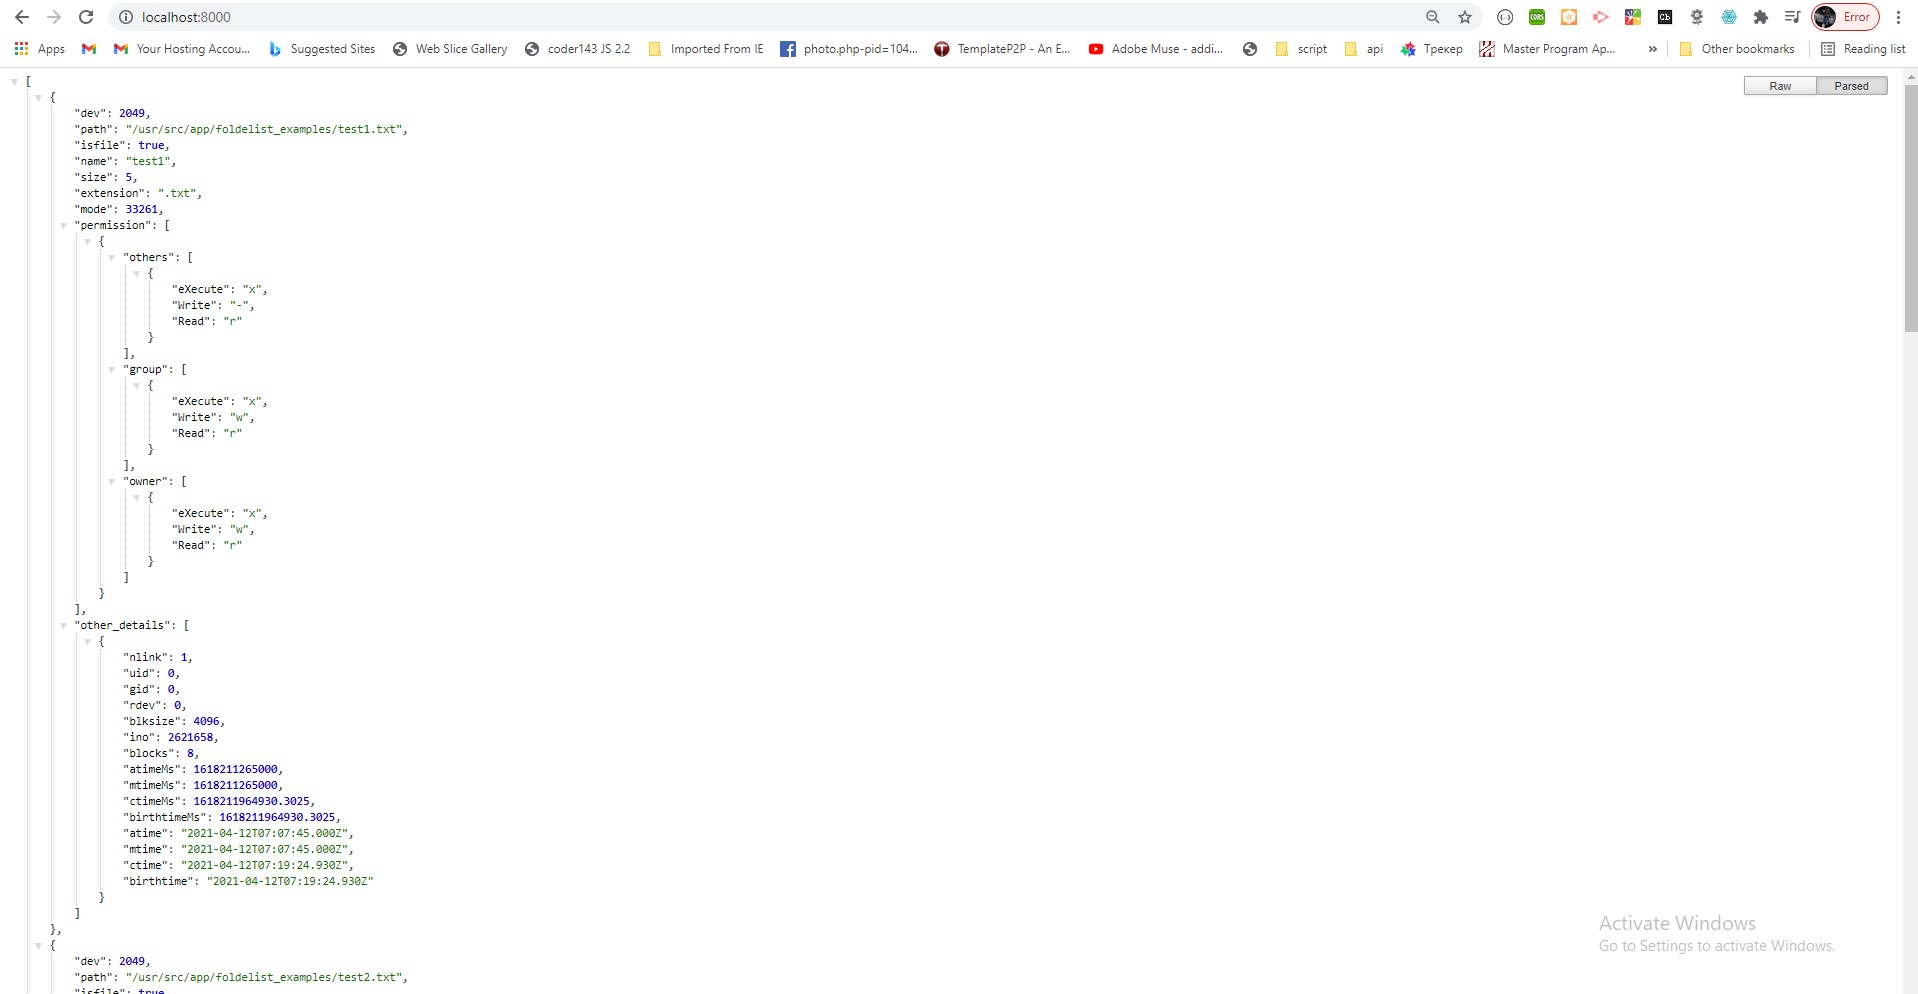 localhost:8000
Error
Apps Your Hosting Accou... Suggested Sites Web Slice Gallery coder143 JS 2.2 Imported From IE photo.php-pid=104... TemplateP2P - An E... Adobe Muse - addi... script api Трекер Master Program Ap... » Other bookmarks Reading list
Raw Parsed
[
{
"dev": 2049,
"path": "/usr/src/app/foldelist_examples/test1.txt",
"isfile": true,
"name": "test1",
"size": 5,
"extension": ".txt",
"mode": 33261,
"permission": [
{
"others": [
{
"eXecute": "x",
"Write": "-",
"Read": "r"
}
],
"group": [
{
"eXecute": "x",
"Write": "w",
"Read": "r"
}
],
"owner": [
{
"eXecute": "x",
"Write": "w",
"Read": "r"
}
]
}
],
"other_details": [
{
"nlink": 1,
"uid": 0,
"gid": 0,
"rdev": 0,
"blksize": 4096,
"ino": 2621658,
"blocks": 8,
"atimeMs": 1618211265000,
"mtimeMs": 1618211265000,
"ctimeMs": 1618211964930.3025,
"birthtimeMs": 1618211964930.3025,
"atime": "2021-04-12T07:07:45.000Z",
"mtime": "2021-04-12T07:07:45.000Z",
"ctime": "2021-04-12T07:19:24.930Z",
"birthtime": "2021-04-12T07:19:24.930Z"
}
]
},
{
"dev": 2049,
"path": "/usr/src/app/foldelist_examples/test2.txt",
"isfile": true
Activate Windows
Go to Settings to activate Windows.